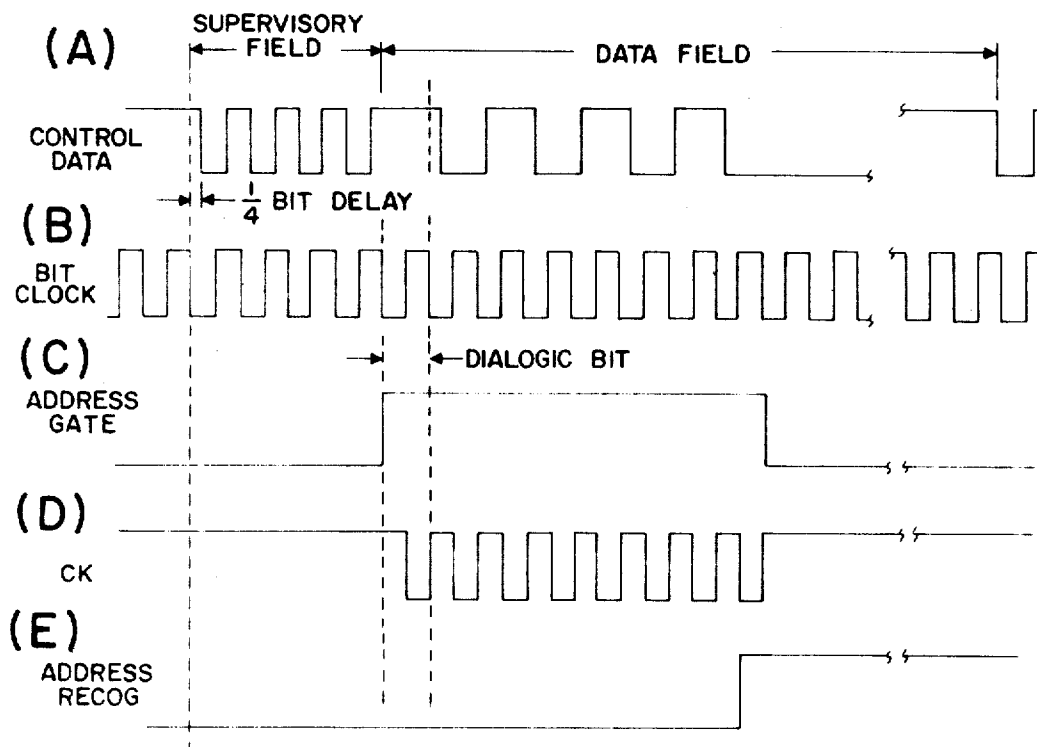 (A)
SUPERVISORY
FIELD
DATA FIELD
CONTROL
DATA
1/4 BIT DELAY
(B)
BIT
CLOCK
(C)
DIALOGIC BIT
ADDRESS
GATE
(D)
CK
(E)
ADDRESS
RECOG